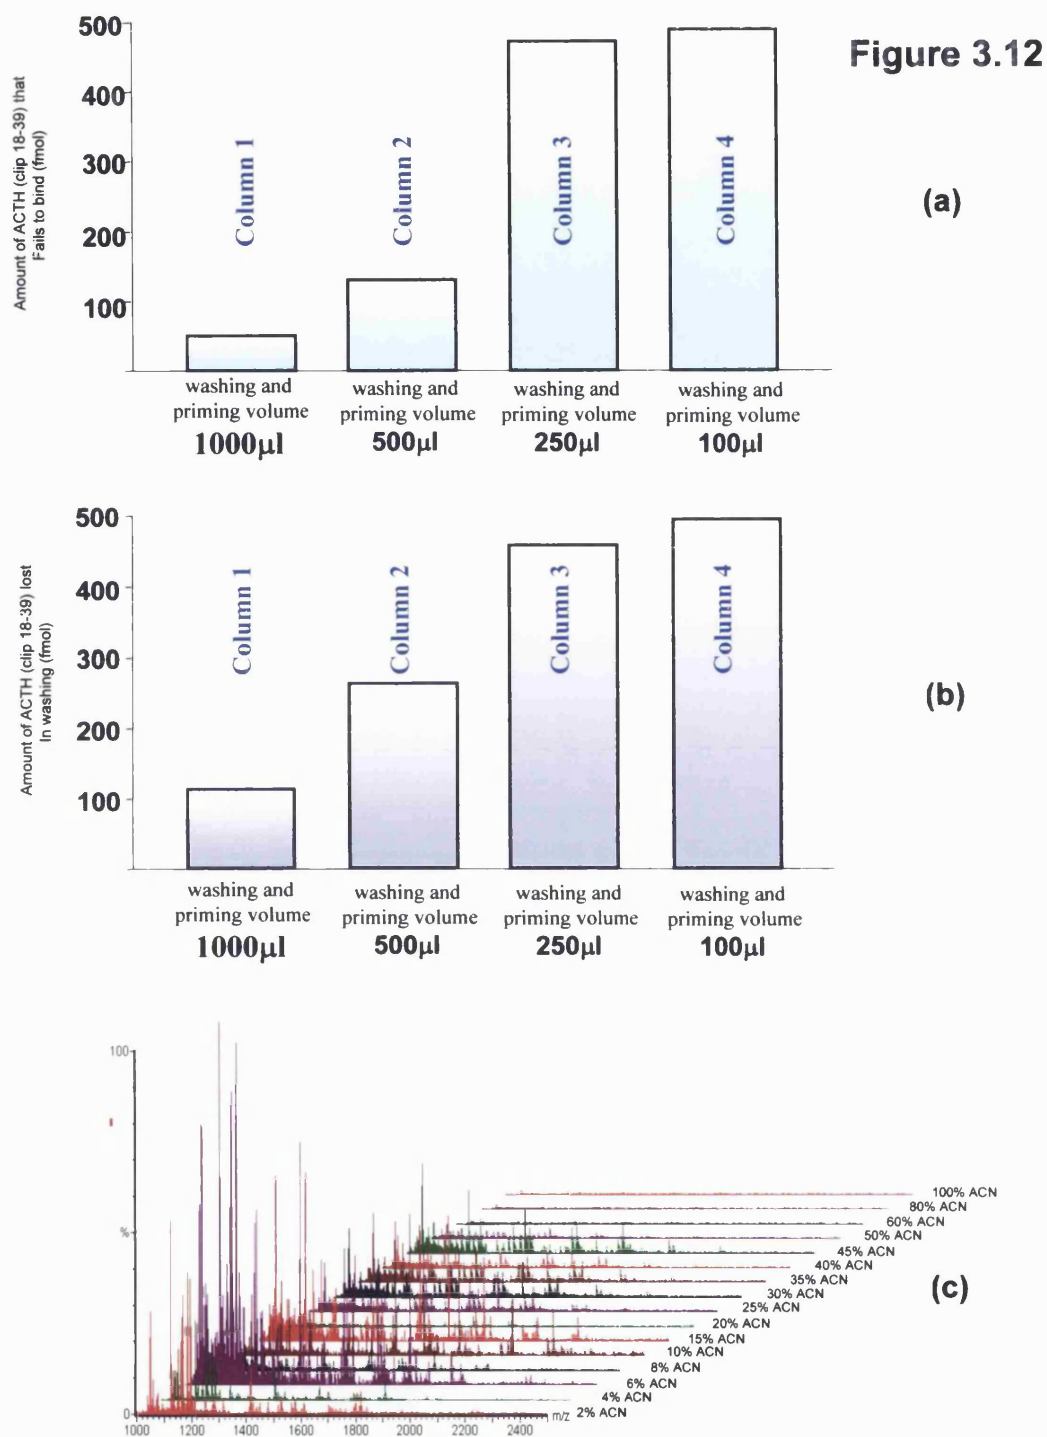 Figure 3.12
Amount of ACTH (clip 18-39) that
Fails to bind (fmol)
500
400
300
200
100
Column 1
Column 2
Column 3
Column 4
(a)
washing and
priming volume
1000µl
washing and
priming volume
500µl
washing and
priming volume
250µl
washing and
priming volume
100µl
Amount of ACTH (clip 18-39) lost
In washing (fmol)
500
400
300
200
100
Column 1
Column 2
Column 3
Column 4
(b)
washing and
priming volume
1000µl
washing and
priming volume
500µl
washing and
priming volume
250µl
washing and
priming volume
100µl
100
%
0
100% ACN
80% ACN
60% ACN
50% ACN
45% ACN
40% ACN
35% ACN
30% ACN
25% ACN
20% ACN
15% ACN
10% ACN
8% ACN
6% ACN
4% ACN
2% ACN
(c)
m/z
1000 1200 1400 1600 1800 2000 2200 2400